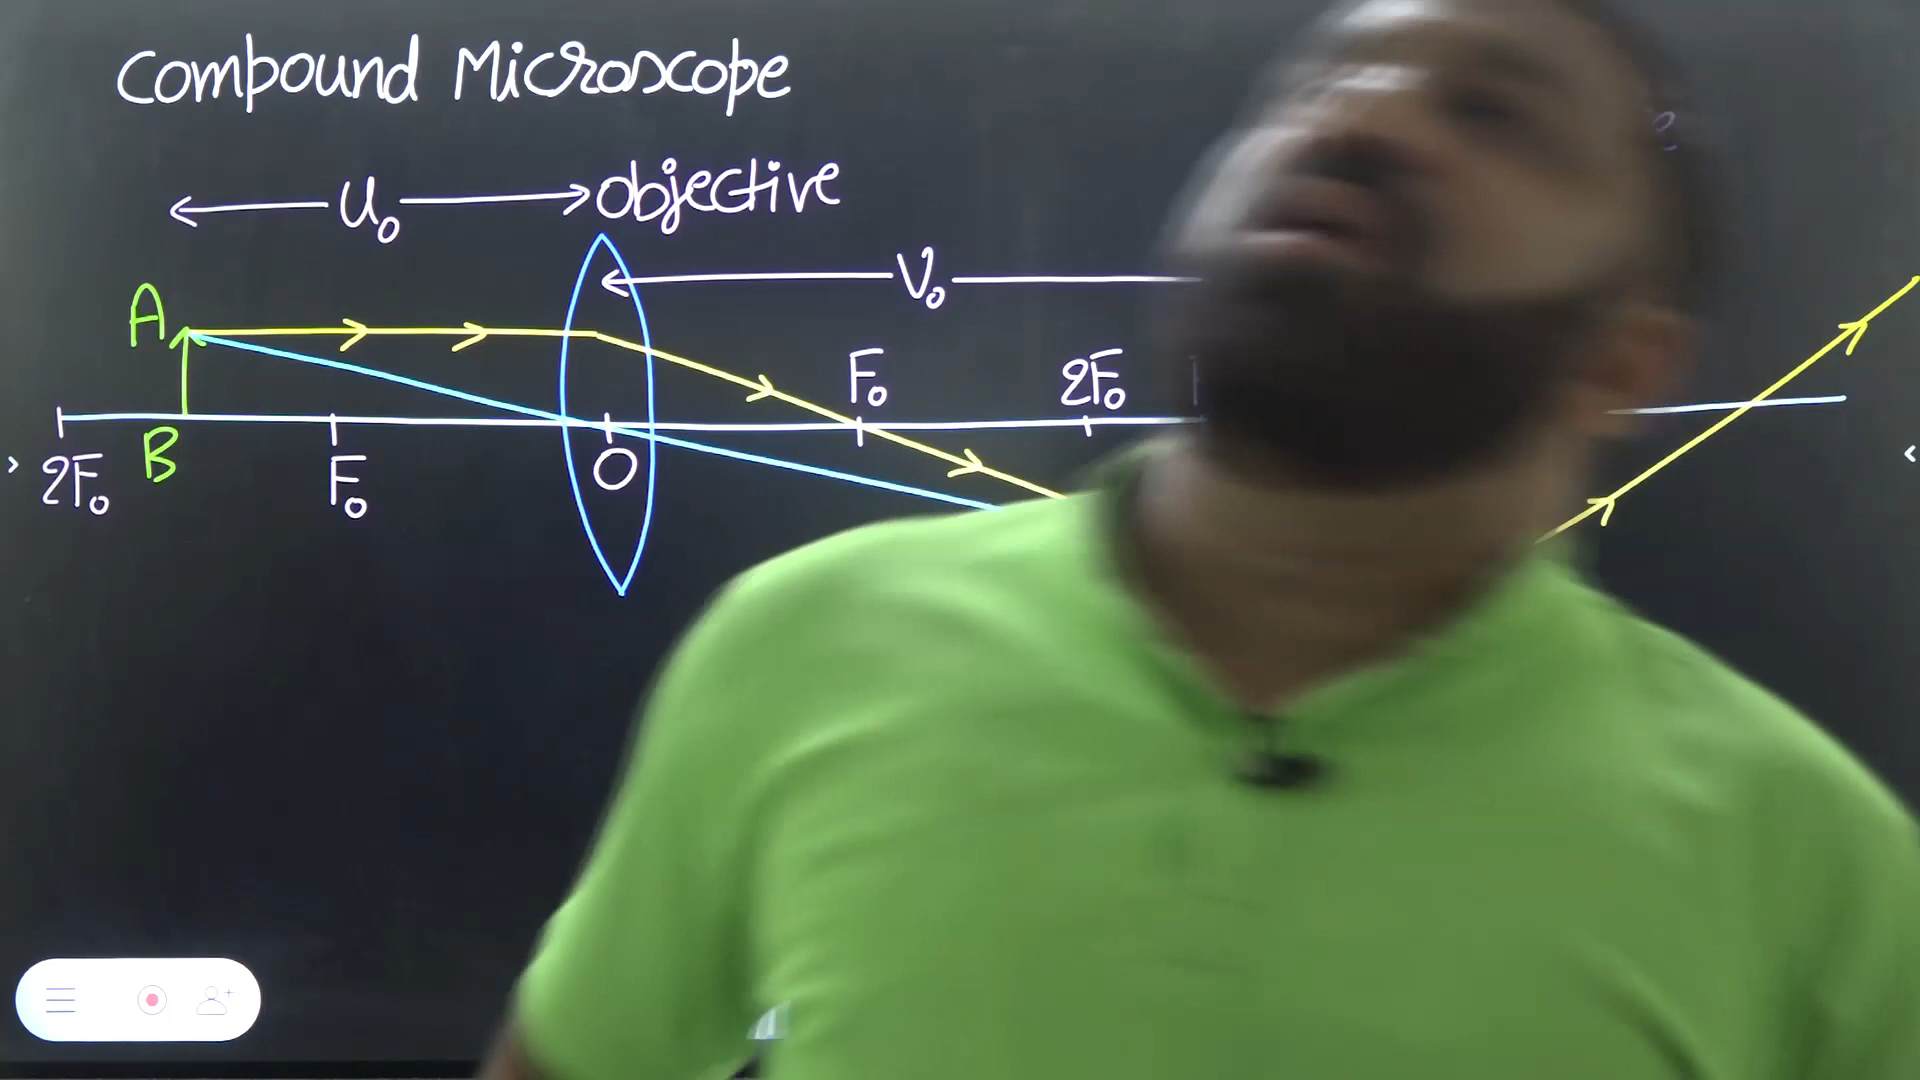 Compound Microscope
u₀ objective
V₀
A
F₀ 2F₀
B O
2F₀ F₀
e